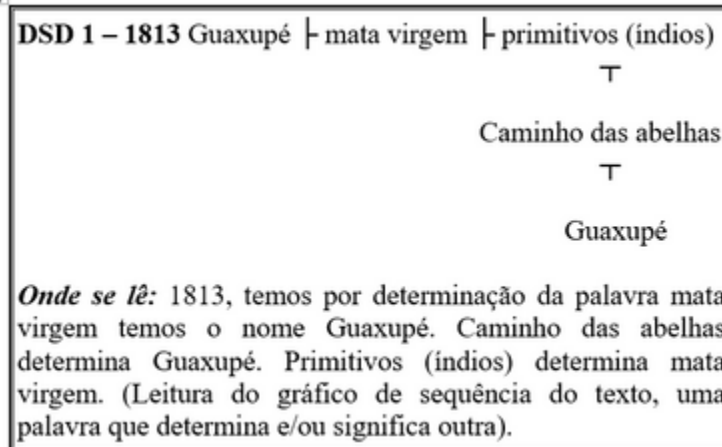 DSD 1 – 1813 Guaxupé ├ mata virgem ├ primitivos (índios)
┬
Caminho das abelhas
┬
Guaxupé
Onde se lê: 1813, temos por determinação da palavra mata
virgem temos o nome Guaxupé. Caminho das abelhas
determina Guaxupé. Primitivos (índios) determina mata
virgem. (Leitura do gráfico de sequência do texto, uma
palavra que determina e/ou significa outra).